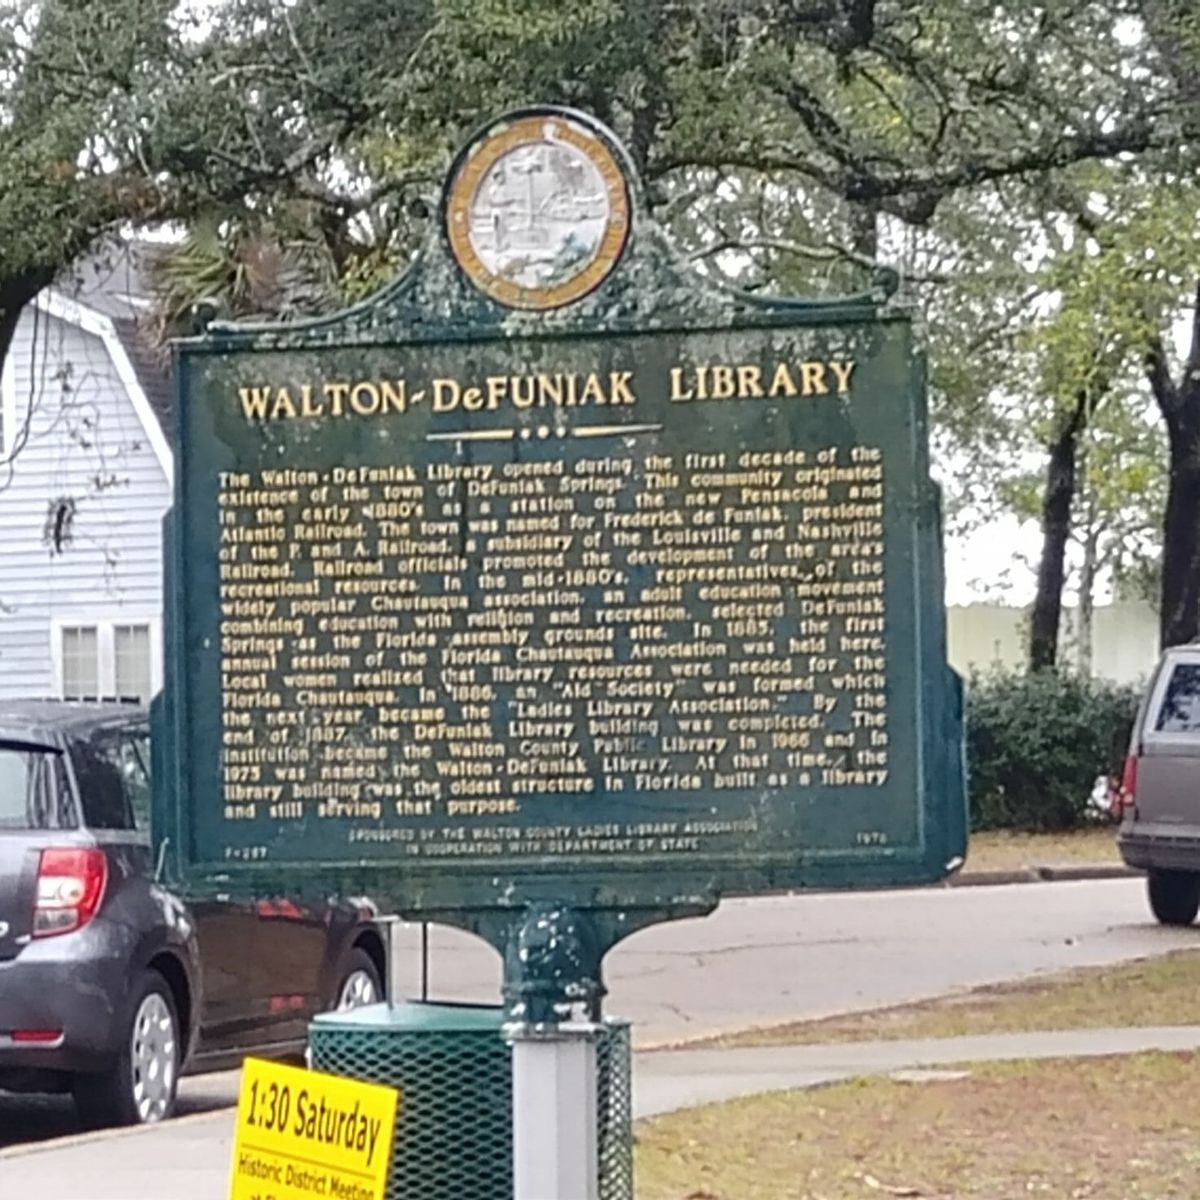 WALTON-DeFUNIAK LIBRARY
The Walton-DeFuniak Library opened during the first decade of the
existence of the town of DeFuniak Springs. This community originated
in the early 1880's as a station on the new Pensacola and
Atlantic Railroad. The town was named for Frederick de Funiak, president
of the P. and A. Railroad, a subsidiary of the Louisville and Nashville
Railroad. Railroad officials promoted the development of the area's
recreational resources. In the mid-1880's, representatives of the
widely popular Chautauqua association, an adult education movement
combining education with religion and recreation, selected DeFuniak
Springs as the Florida assembly grounds site. In 1885, the first
annual session of the Florida Chautauqua Association was held here.
Local women realized that library resources were needed for the
Florida Chautauqua. In 1886, an "Aid Society" was formed which
the next year became the "Ladies Library Association." By the
end of 1887, the DeFuniak Library building was completed. The
institution became the Walton County Public Library in 1966 and in
1975 was named the Walton-DeFuniak Library. At that time, the
library building was the oldest structure in Florida built as a library
and still serving that purpose.
SPONSORED BY THE WALTON COUNTY LADIES LIBRARY ASSOCIATION
IN COOPERATION WITH DEPARTMENT OF STATE
1:30 Saturday
Historic District Meeting